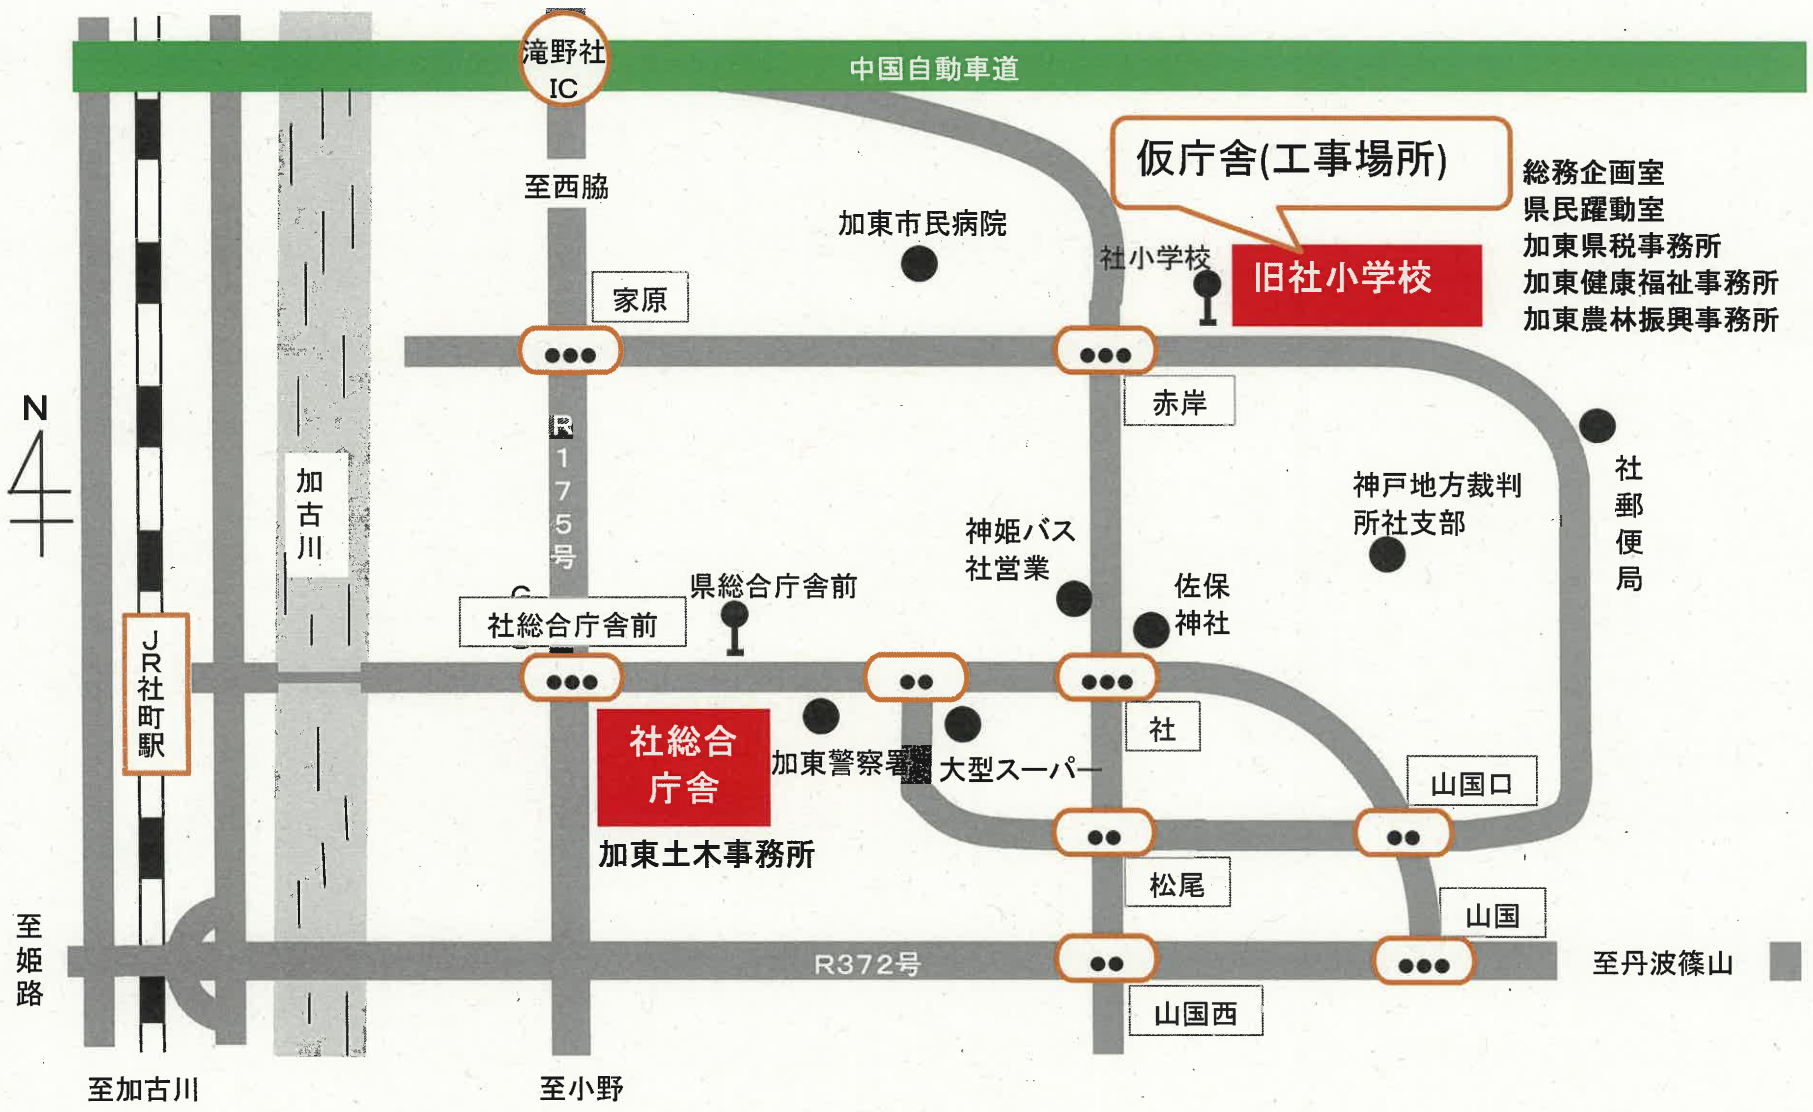 滝野社
IC
中国自動車道
至西脇
仮庁舎(工事場所)
総務企画室
県民躍動室
加東県税事務所
加東健康福祉事務所
加東農林振興事務所
加東市民病院
社小学校
旧社小学校
家原
赤岸
N
R175号
加古川
神戸地方裁判
所社支部
社郵便局
神姫バス
社営業
佐保
神社
県総合庁舎前
社総合庁舎前
JR社町駅
社総合
庁舎
加東警察署
大型スーパー
社
山国口
加東土木事務所
松尾
山国
至姫路
R372号
至丹波篠山
山国西
至加古川
至小野